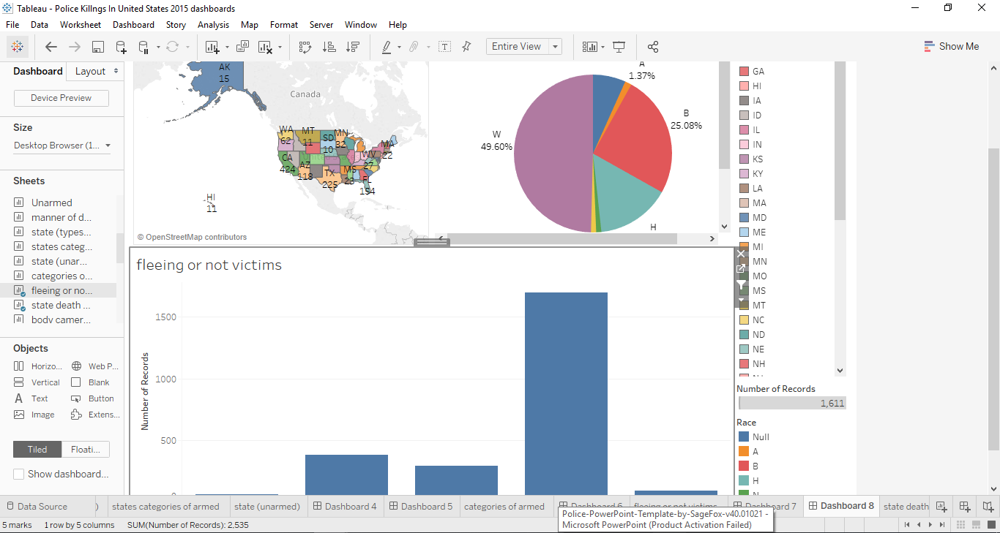 Tableau - Police Killngs In United States 2015 dashboards
File Data Worksheet Dashboard Story Analysis Map Format Server Window Help
Entire View
Show Me
Dashboard Layout
Device Preview
Size
Desktop Browser (1...
Sheets
Unarmed
manner of d...
state (types...
states categ...
state (unar...
categories o...
fleeing or no...
state death ...
body camer...
Objects
Horizo... Web P...
Vertical Blank
Text Button
Image Extens...
Tiled Floati...
Show dashboard...
AK
15
Canada
WA
62
MT
11
SD
10
MN
32
MA
22
WV
27
CA
424
AZ
118
TX
225
MS
23
FL
154
HI
11
© OpenStreetMap contributors
A
1.37%
B
25.08%
W
49.60%
H
GA
HI
IA
ID
IL
IN
KS
KY
LA
MA
MD
ME
MI
MN
MO
MS
MT
NC
ND
NE
NH
fleeing or not victims
1500
1000
500
Number of Records
Number of Records
1,611
Race
Null
A
B
H
Data Source ) states categories of armed state (unarmed) Dashboard 4 Dashboard 5 categories of armed Dashboard 6 fleeing or not victims Dashboard 7 Dashboard 8 state death
Police-PowerPoint-Template-by-SageFox-v40.01021 -
Microsoft PowerPoint (Product Activation Failed)
5 marks 1 row by 5 columns SUM(Number of Records): 2,535